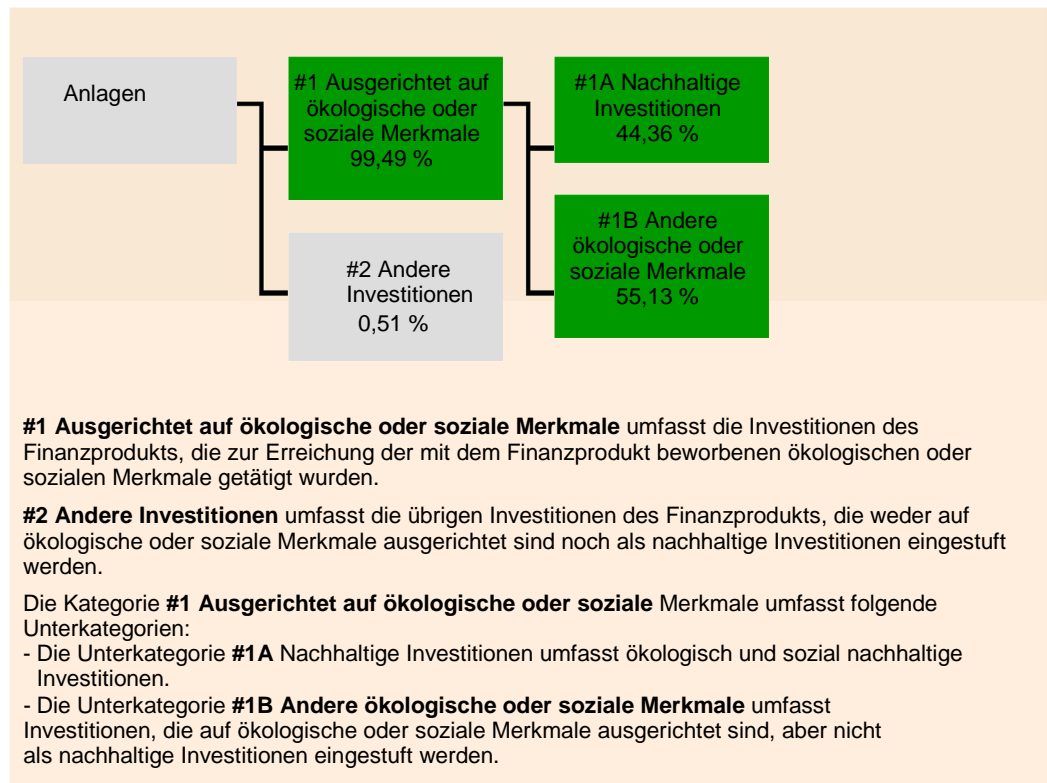 Anlagen
#1 Ausgerichtet auf
ökologische oder
soziale Merkmale
99,49 %
#2 Andere
Investitionen
0,51 %
#1A Nachhaltige
Investitionen
44,36 %
#1B Andere
ökologische oder
soziale Merkmale
55,13 %
#1 Ausgerichtet auf ökologische oder soziale Merkmale umfasst die Investitionen des
Finanzprodukts, die zur Erreichung der mit dem Finanzprodukt beworbenen ökologischen oder
sozialen Merkmale getätigt wurden.
#2 Andere Investitionen umfasst die übrigen Investitionen des Finanzprodukts, die weder auf
ökologische oder soziale Merkmale ausgerichtet sind noch als nachhaltige Investitionen eingestuft
werden.
Die Kategorie #1 Ausgerichtet auf ökologische oder soziale Merkmale umfasst folgende
Unterkategorien:
- Die Unterkategorie #1A Nachhaltige Investitionen umfasst ökologisch und sozial nachhaltige
Investitionen.
- Die Unterkategorie #1B Andere ökologische oder soziale Merkmale umfasst
Investitionen, die auf ökologische oder soziale Merkmale ausgerichtet sind, aber nicht
als nachhaltige Investitionen eingestuft werden.